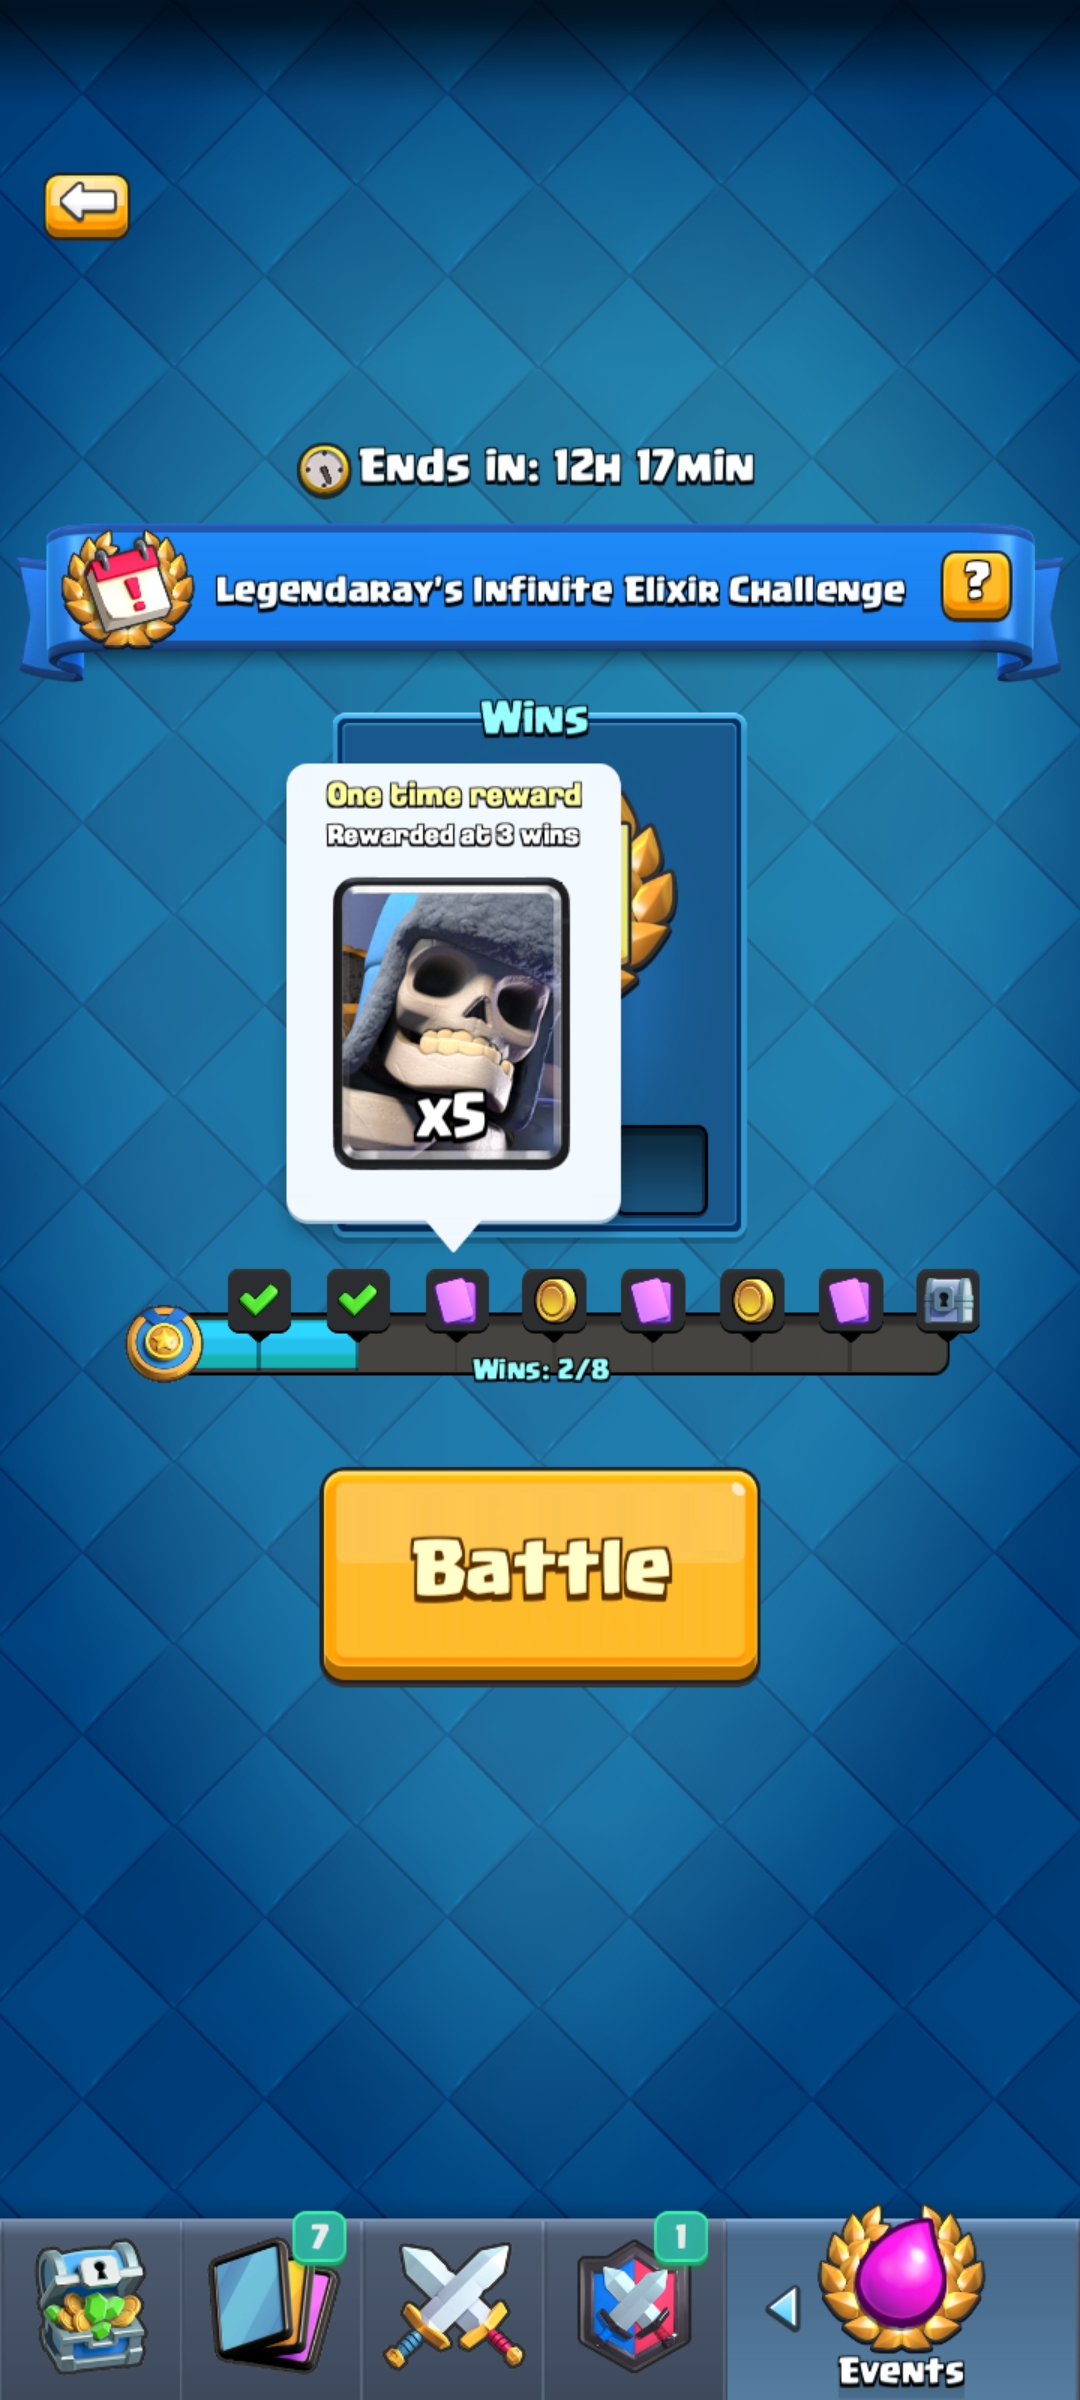 Ends in: 12h 17min
Legendaray's Infinite Elixir Challenge
?
Wins
One time reward
Rewarded at 3 wins
x5
Wins: 2/8
Battle
7
1
Events